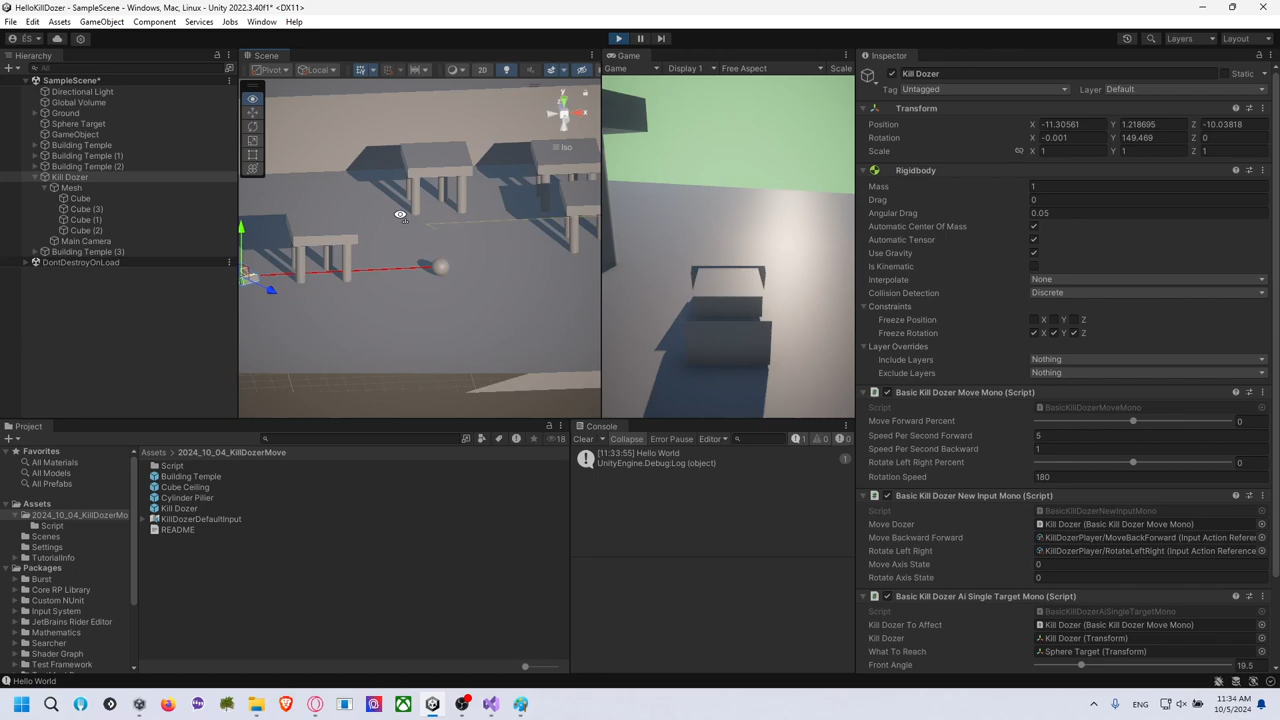 HelloKillDozer - SampleScene - Windows, Mac, Linux - Unity 2022.3.40f1* <DX11>
File Edit Assets GameObject Component Services Jobs Window Help
ÉS
Layers Layout
Hierarchy
All
SampleScene*
Directional Light
Global Volume
Ground
Sphere Target
GameObject
Building Temple
Building Temple (1)
Building Temple (2)
Kill Dozer
Mesh
Cube
Cube (3)
Cube (1)
Cube (2)
Main Camera
Building Temple (3)
DontDestroyOnLoad
Scene
Pivot Local 2D
y
x
z
Iso
Game
Game Display 1 Free Aspect Scale
Inspector
Kill Dozer Static
Tag Untagged Layer Default
Transform
Position X -11.30561 Y 1.218695 Z -10.03818
Rotation X -0.001 Y 149.469 Z 0
Scale X 1 Y 1 Z 1
Rigidbody
Mass 1
Drag 0
Angular Drag 0.05
Automatic Center Of Mass
Automatic Tensor
Use Gravity
Is Kinematic
Interpolate None
Collision Detection Discrete
Constraints
Freeze Position X Y Z
Freeze Rotation X Y Z
Layer Overrides
Include Layers Nothing
Exclude Layers Nothing
Basic Kill Dozer Move Mono (Script)
Script BasicKillDozerMoveMono
Move Forward Percent 0
Speed Per Second Forward 5
Speed Per Second Backward 1
Rotate Left Right Percent 0
Rotation Speed 180
Basic Kill Dozer New Input Mono (Script)
Script BasicKillDozerNewInputMono
Move Dozer Kill Dozer (Basic Kill Dozer Move Mono)
Move Backward Forward KillDozerPlayer/MoveBackForward (Input Action Refere
Rotate Left Right KillDozerPlayer/RotateLeftRight (Input Action Reference
Move Axis State 0
Rotate Axis State 0
Basic Kill Dozer Ai Single Target Mono (Script)
Script BasicKillDozerAiSingleTargetMono
Kill Dozer To Affect Kill Dozer (Basic Kill Dozer Move Mono)
Kill Dozer Kill Dozer (Transform)
What To Reach Sphere Target (Transform)
Front Angle 19.5
Project
18
Favorites
All Materials
All Models
All Prefabs
Assets
2024_10_04_KillDozerMo
Script
Scenes
Settings
TutorialInfo
Packages
Burst
Core RP Library
Custom NUnit
Input System
JetBrains Rider Editor
Mathematics
Searcher
Shader Graph
Test Framework
Assets > 2024_10_04_KillDozerMove
Script
Building Temple
Cube Ceiling
Cylinder Pilier
Kill Dozer
KillDozerDefaultInput
README
Console
Clear Collapse Error Pause Editor 1 0 0
[11:33:55] Hello World
UnityEngine.Debug:Log (object)
1
Hello World
ENG 11:34 AM
10/5/2024